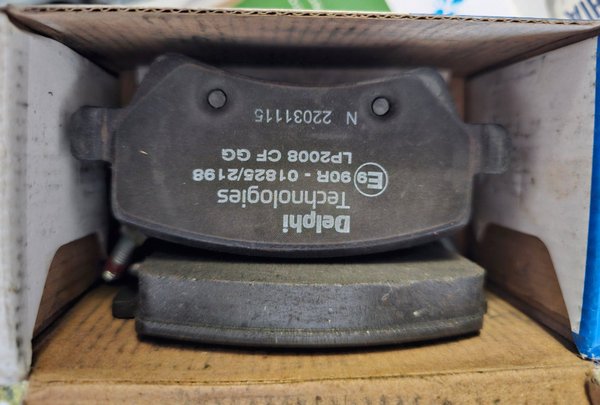 Delphi
Technologies
E9 90R - 01825/2198
LP2008 CF GG
N 22031115